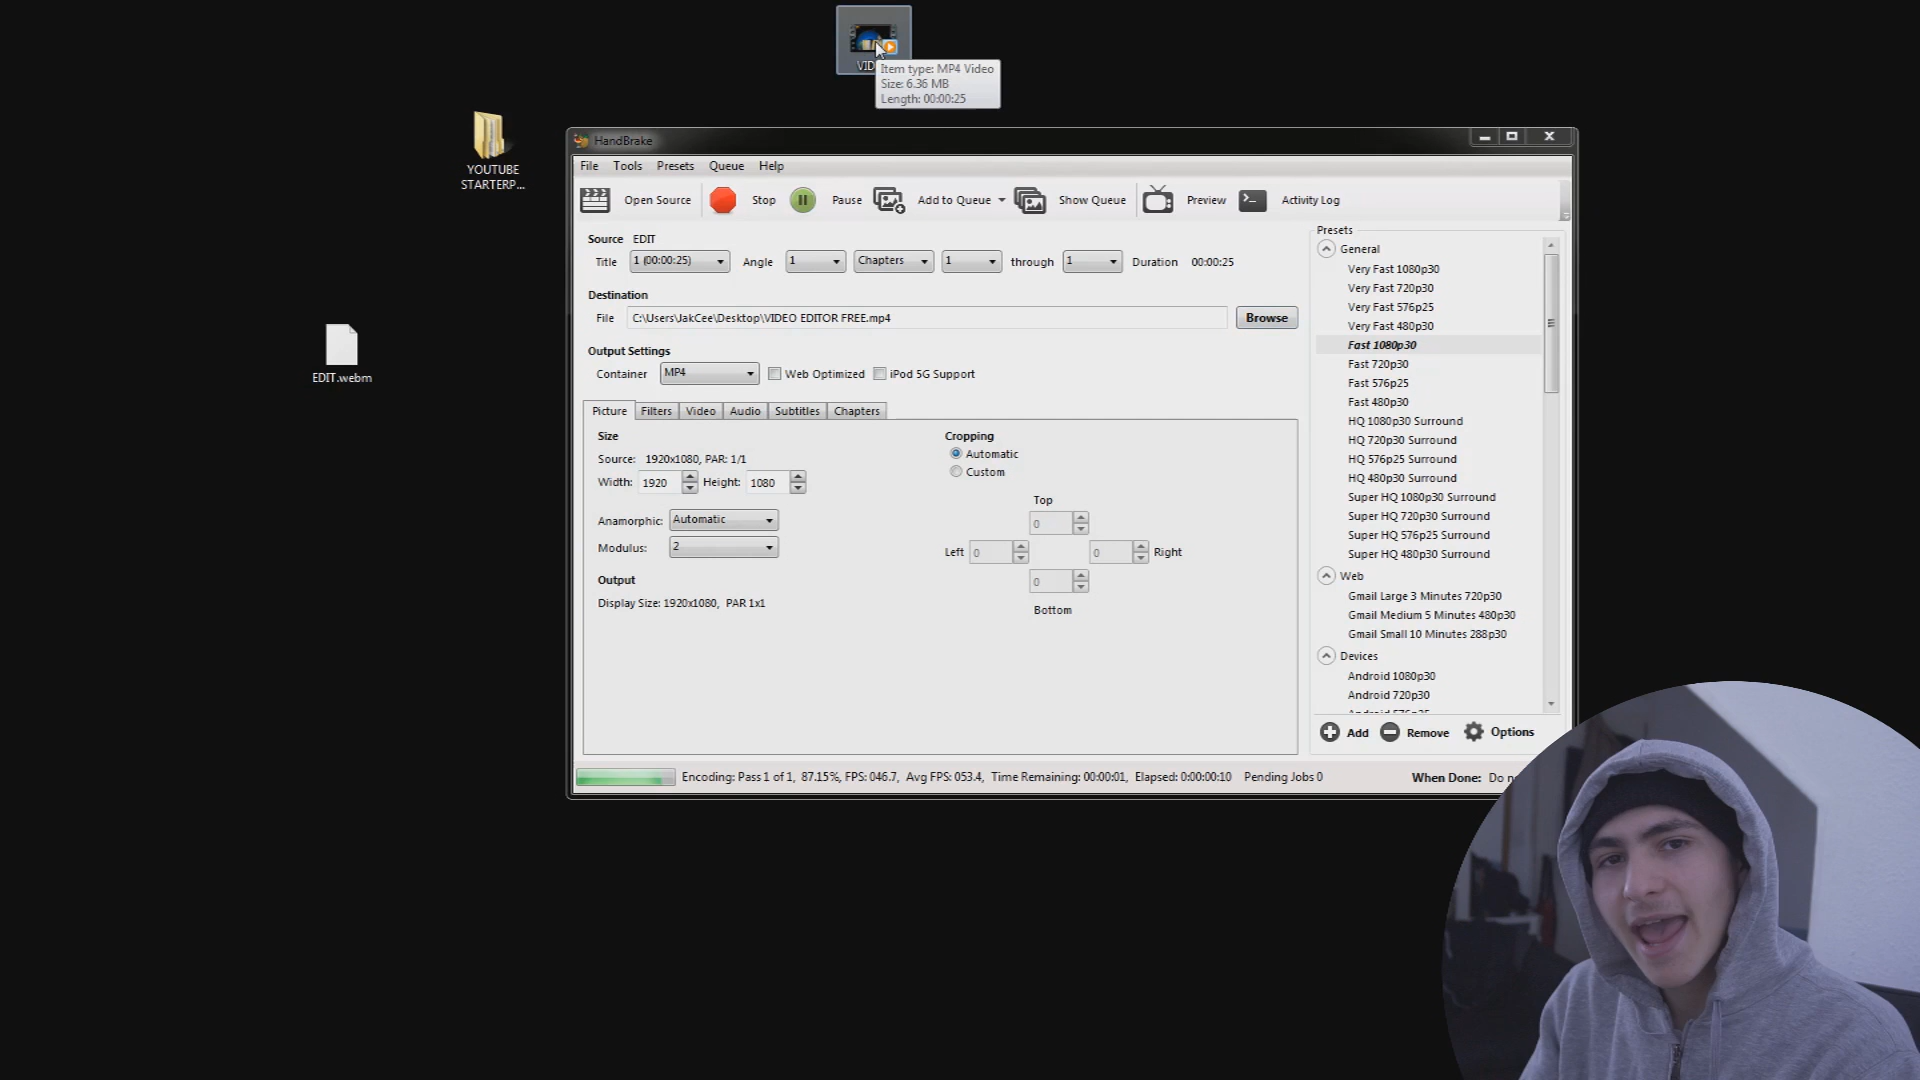 VID
Item type: MP4 Video
Size: 6.36 MB
Length: 00:00:25
YOUTUBE
STARTERP...
EDIT.webm
HandBrake
File Tools Presets Queue Help
Open Source Stop Pause Add to Queue Show Queue Preview Activity Log
Source EDIT
Title 1 (00:00:25) Angle 1 Chapters 1 through 1 Duration 00:00:25
Destination
File C:\Users\JakCee\Desktop\VIDEO EDITOR FREE.mp4 Browse
Output Settings
Container MP4 Web Optimized iPod 5G Support
Picture Filters Video Audio Subtitles Chapters
Size
Source: 1920x1080, PAR: 1/1
Width: 1920 Height: 1080
Anamorphic: Automatic
Modulus: 2
Output
Display Size: 1920x1080, PAR 1x1
Cropping
Automatic
Custom
Top
0
Left 0 0 Right
0
Bottom
Presets
General
Very Fast 1080p30
Very Fast 720p30
Very Fast 576p25
Very Fast 480p30
Fast 1080p30
Fast 720p30
Fast 576p25
Fast 480p30
HQ 1080p30 Surround
HQ 720p30 Surround
HQ 576p25 Surround
HQ 480p30 Surround
Super HQ 1080p30 Surround
Super HQ 720p30 Surround
Super HQ 576p25 Surround
Super HQ 480p30 Surround
Web
Gmail Large 3 Minutes 720p30
Gmail Medium 5 Minutes 480p30
Gmail Small 10 Minutes 288p30
Devices
Android 1080p30
Android 720p30
Android 576p25
Add Remove Options
Encoding: Pass 1 of 1, 87.15%, FPS: 046.7, Avg FPS: 053.4, Time Remaining: 00:00:01, Elapsed: 0:00:00:10 Pending Jobs 0 When Done: Do